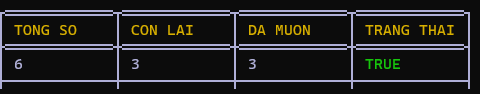 TONG SO CON LAI DA MUON TRANG THAI
6 3 3 TRUE